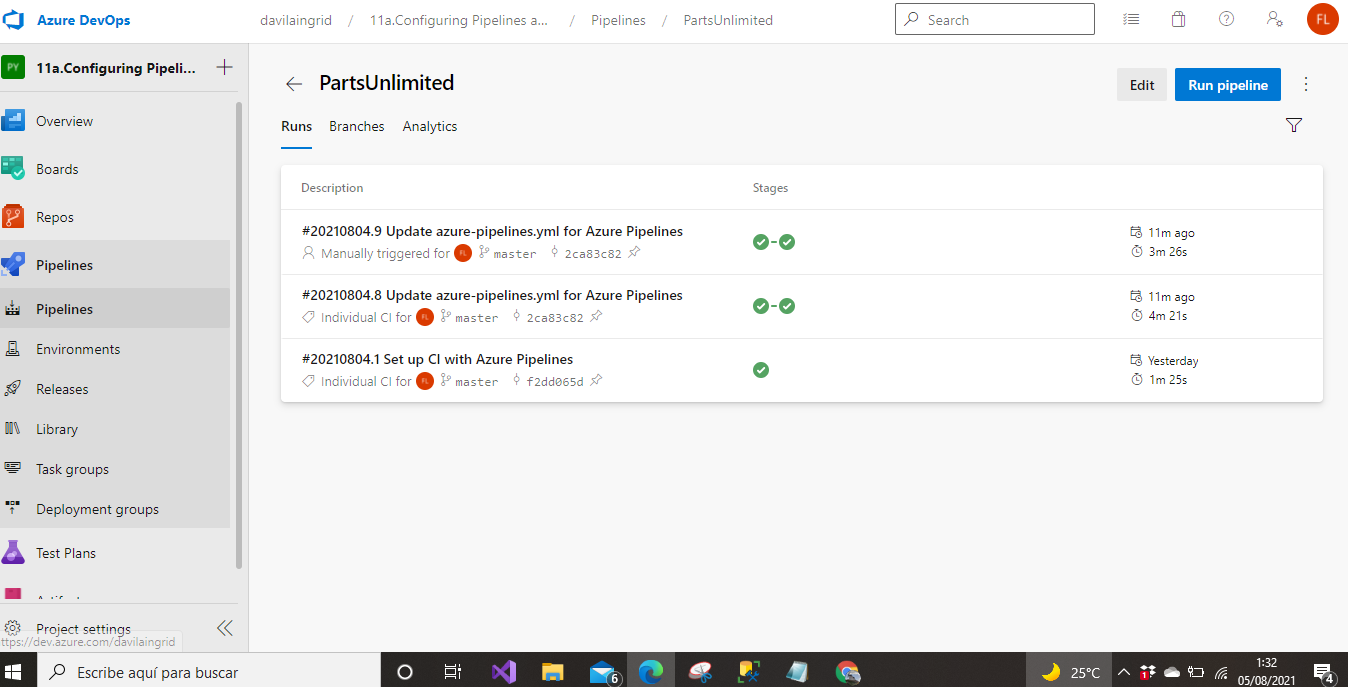 Azure DevOps
davilaingrid / 11a.Configuring Pipelines a... / Pipelines / PartsUnlimited
Search
FL
PY 11a.Configuring Pipeli...
Overview
Boards
Repos
Pipelines
Pipelines
Environments
Releases
Library
Task groups
Deployment groups
Test Plans
Project settings
ttps://dev.azure.com/davilaingrid
PartsUnlimited
Edit
Run pipeline
Runs Branches Analytics
Description Stages
#20210804.9 Update azure-pipelines.yml for Azure Pipelines
Manually triggered for FL master 2ca83c82
11m ago
3m 26s
#20210804.8 Update azure-pipelines.yml for Azure Pipelines
Individual CI for FL master 2ca83c82
11m ago
4m 21s
#20210804.1 Set up CI with Azure Pipelines
Individual CI for FL master f2dd065d
Yesterday
1m 25s
Escribe aquí para buscar
6
25°C
1
1:32
05/08/2021
4